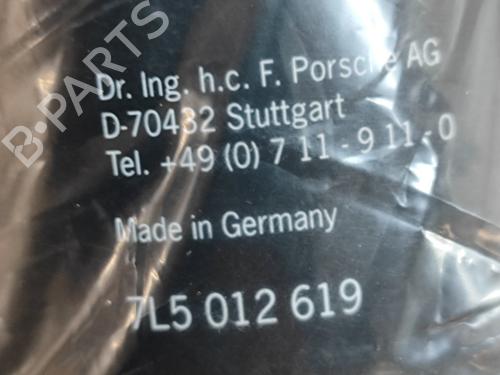 B-PARTS
Dr. Ing. h.c. F. Porsche AG
D-70432 Stuttgart
Tel. +49 (0) 7 11 - 9 11 - 0
Made in Germany
7L5 012 619